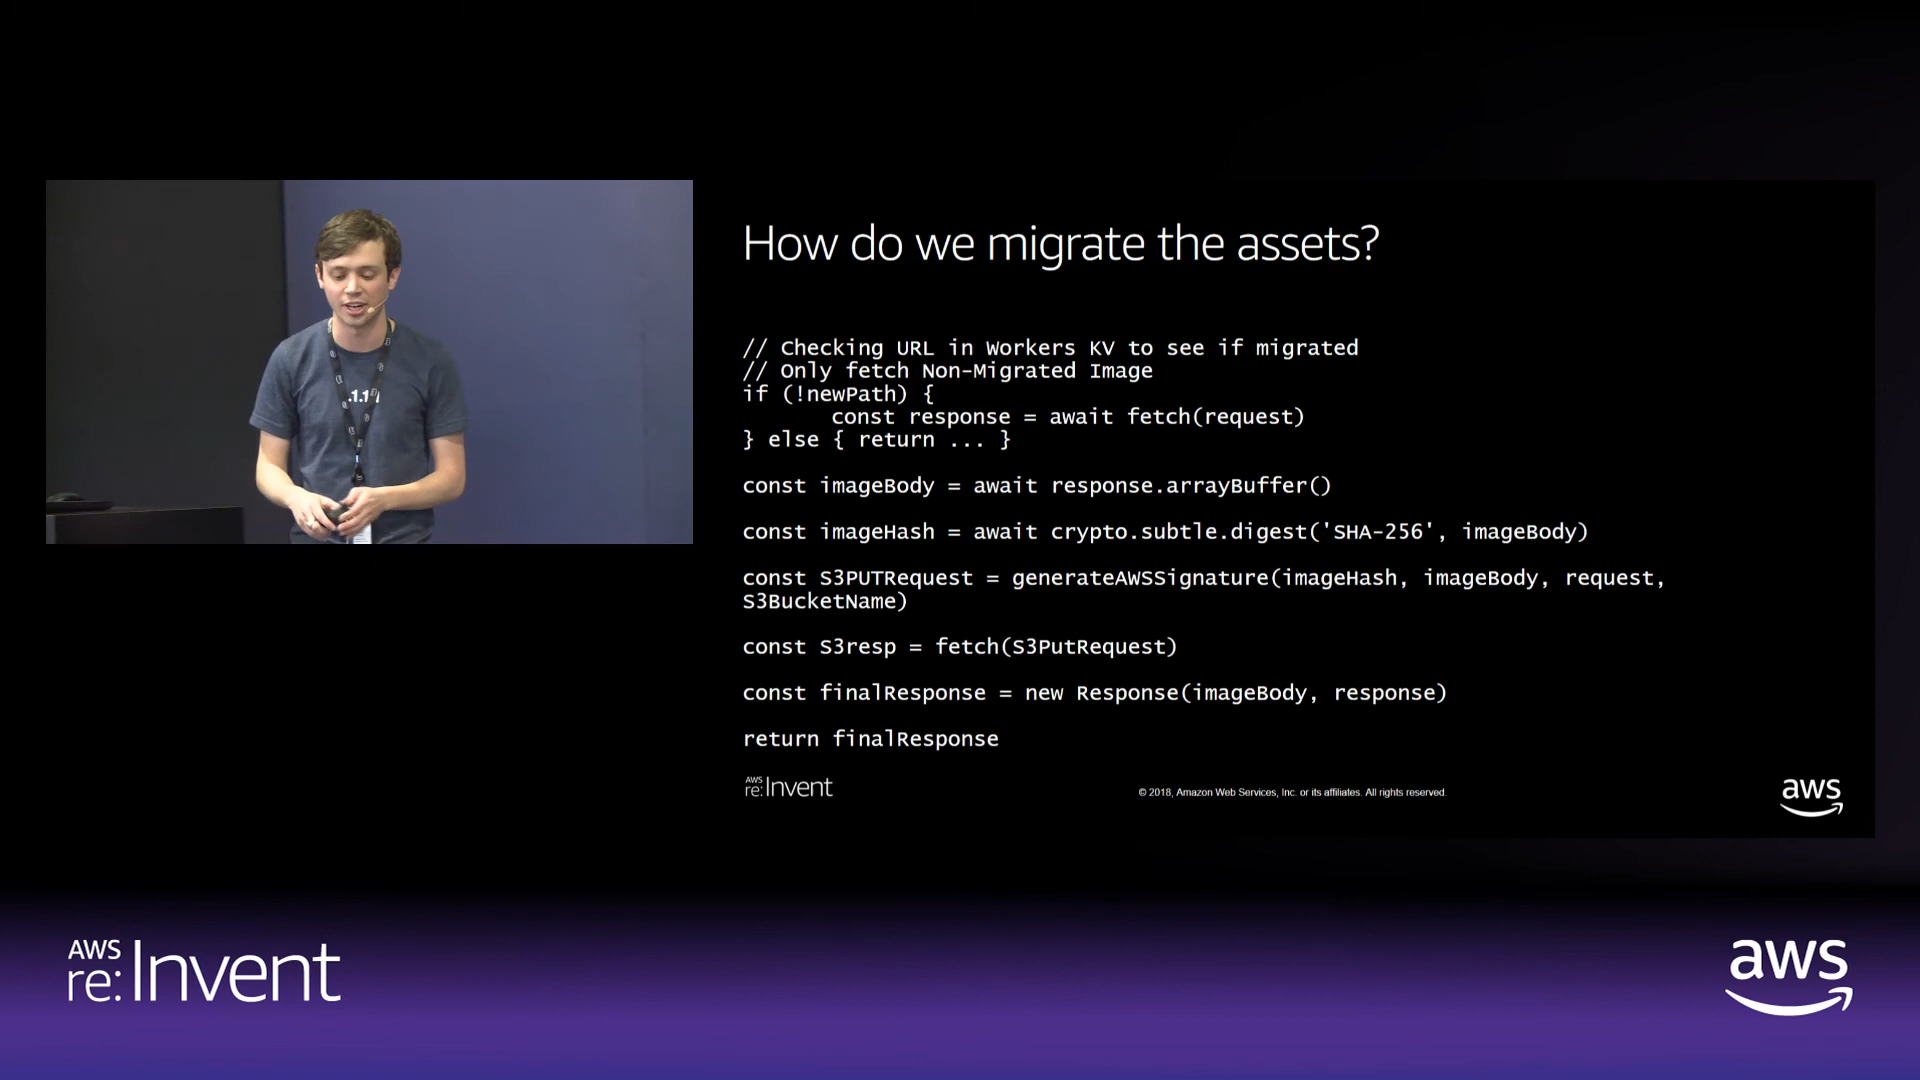 How do we migrate the assets?
// Checking URL in Workers KV to see if migrated
// Only fetch Non-Migrated Image
if (!newPath) {
const response = await fetch(request)
} else { return ... }
const imageBody = await response.arrayBuffer()
const imageHash = await crypto.subtle.digest('SHA-256', imageBody)
const S3PUTRequest = generateAWSSignature(imageHash, imageBody, request,
S3BucketName)
const S3resp = fetch(S3PutRequest)
const finalResponse = new Response(imageBody, response)
return finalResponse
AWS
re:Invent
© 2018, Amazon Web Services, Inc. or its affiliates. All rights reserved.
aws
AWS
re:Invent
aws